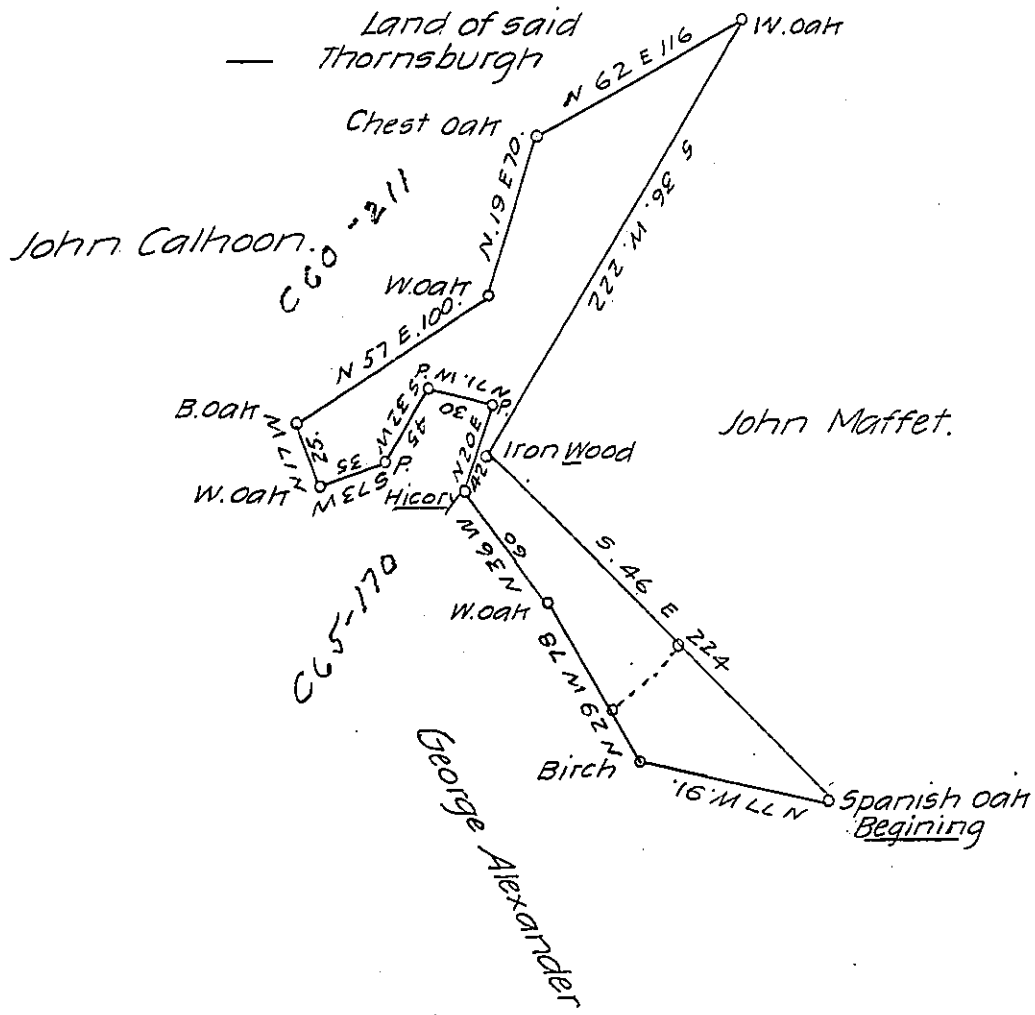 Land of said
Thornsburgh
W. Oak
N 62 E 116
Chest Oak
N. 19 E 70.
S 36. W. 222
John Calhoon.
C60-211
W. Oak
N 57 E. 100.
B. Oak
N 17 W
25.
W. Oak
S 73 W
35
P.
S. 32 W.
45
P.
N 71. W
30
P.
N 20 E
42
Iron Wood
John Maffet.
Hicory
N 36 W
60
C65-170
W. Oak
S. 46 E 224
N 29 W 78
Birch
N 77 W. 91.
Spanish Oak
Begining
George Alexander